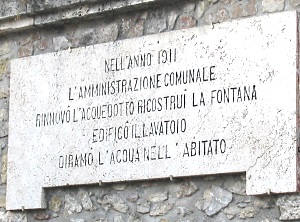 NELL'ANNO 1911
L'AMMINISTRAZIONE COMUNALE
RINNOVÒ L'ACQUEDOTTO RICOSTRUÌ LA FONTANA
EDIFICÒ IL LAVATOIO
DIRAMÒ L'ACQUA NELL'ABITATO